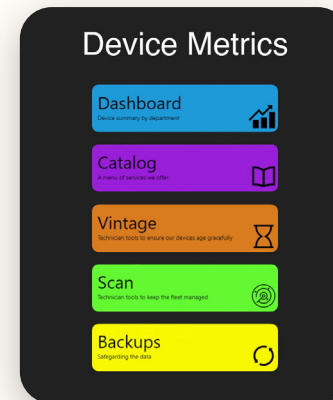 Device Metrics
Dashboard
Device summary by department
Catalog
A menu of services we offer
Vintage
Technician tools to ensure our devices age gracefully
Scan
Technician tools to keep the fleet managed
Backups
Safegarding the data